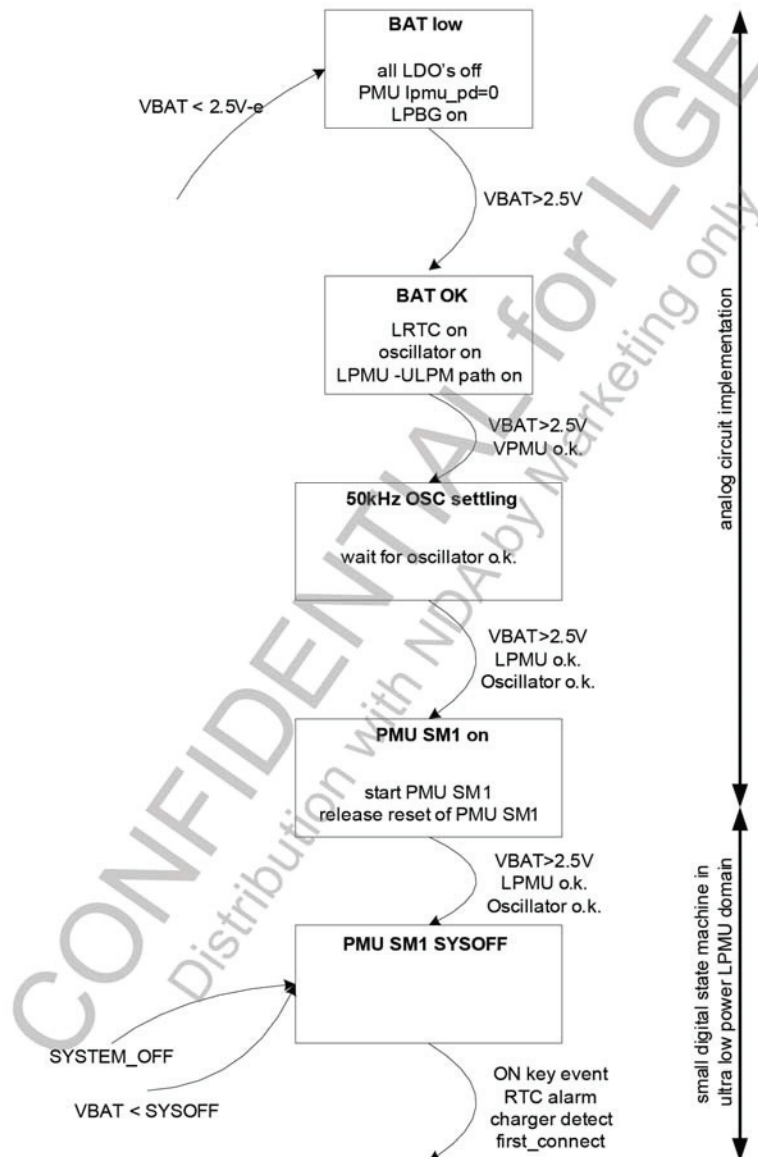 BAT low
all LDO's off
PMU lpmu_pd=0
LPBG on
VBAT < 2.5V-e
VBAT>2.5V
BAT OK
LRTC on
oscillator on
LPMU -ULPM path on
VBAT>2.5V
VPMU o.k.
50kHz OSC settling
wait for oscillator o.k.
VBAT>2.5V
LPMU o.k.
Oscillator o.k.
PMU SM1 on
start PMU SM1
release reset of PMU SM1
VBAT>2.5V
LPMU o.k.
Oscillator o.k.
PMU SM1 SYSOFF
SYSTEM_OFF
VBAT < SYSOFF
ON key event
RTC alarm
charger detect
first_connect
analog circuit implementation
small digital state machine in
ultra low power LPMU domain
CONFIDENTIAL for LGE
Distribution with NDA by Marketing only